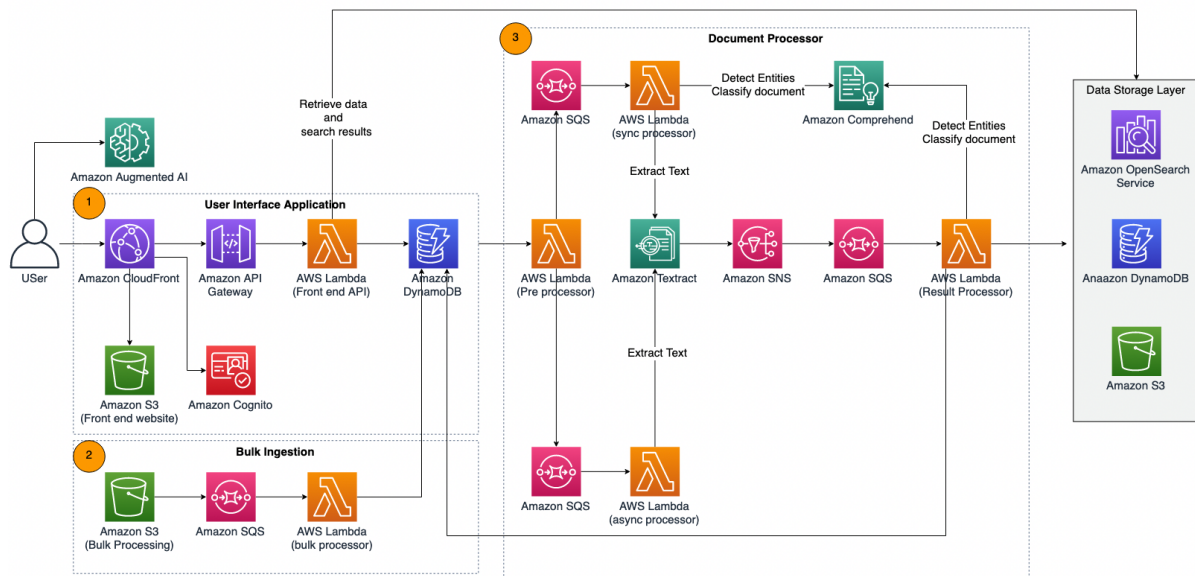 3
Document Processor
Amazon SQS
AWS Lambda
(sync processor)
Detect Entities
Classify document
Amazon Comprehend
Detect Entities
Classify document
Extract Text
Retrieve data
and
search results
Data Storage Layer
Amazon OpenSearch
Service
Anaazon DynamoDB
Amazon S3
Amazon Augmented AI
1
User Interface Application
USer
Amazon CloudFront
Amazon API
Gateway
AWS Lambda
(Front end API)
Amazon
DynamoDB
AWS Lambda
(Pre processor)
Amazon Textract
Amazon SNS
Amazon SQS
AWS Lambda
(Result Processor)
Amazon S3
(Front end website)
Amazon Cognito
Extract Text
2
Bulk Ingestion
Amazon S3
(Bulk Processing)
Amazon SQS
AWS Lambda
(bulk processor)
Amazon SQS
AWS Lambda
(async processor)